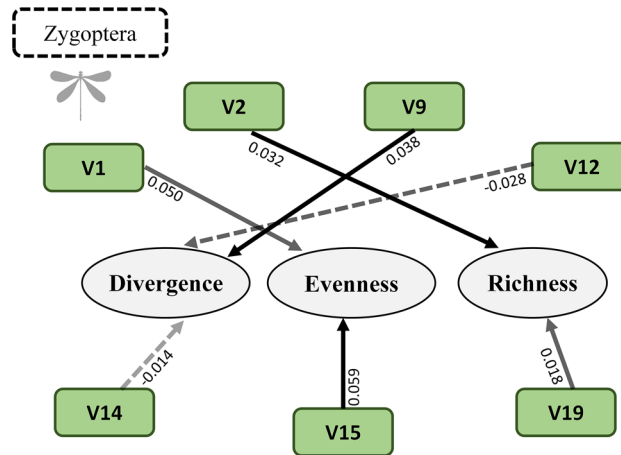 Zygoptera
V2
V9
V1
V12
0.032
0.038
0.050
-0.028
Divergence
Evenness
Richness
-0.014
0.059
0.018
V14
V15
V19